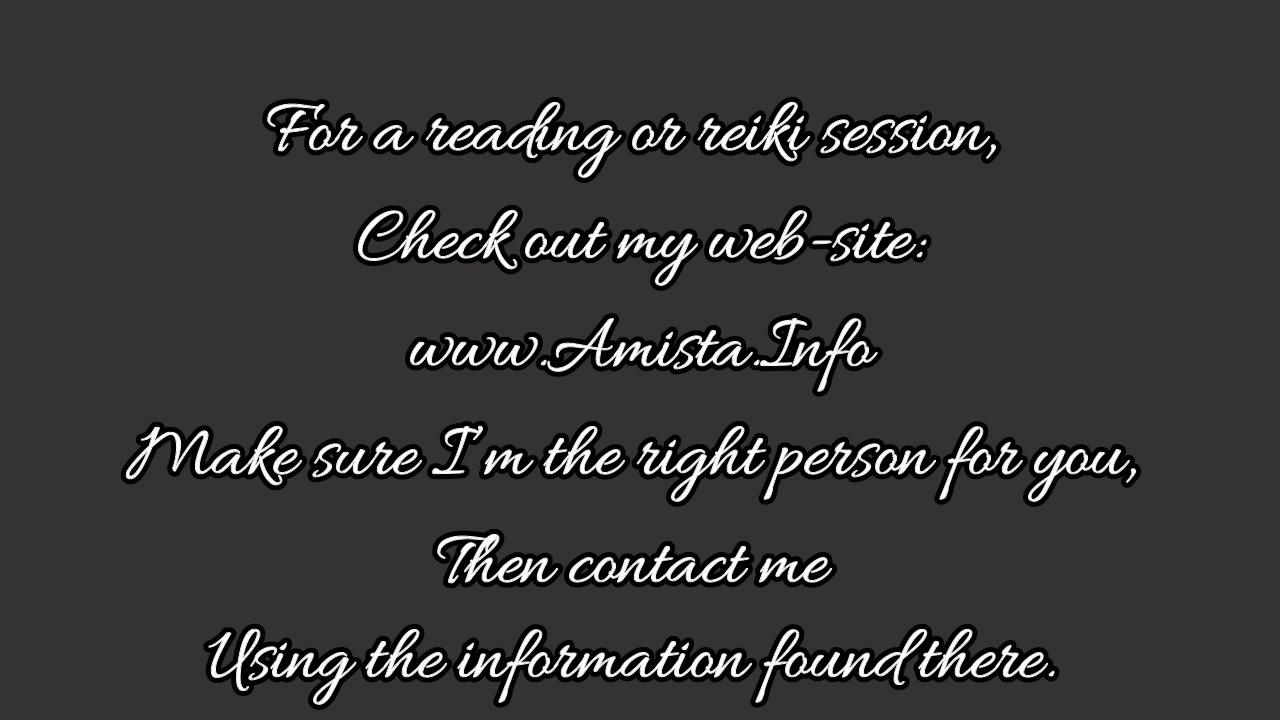 For a reading or reiki session,
Check out my web-site:
www.Amista.Info
Make sure I'm the right person for you,
Then contact me
Using the information found there.